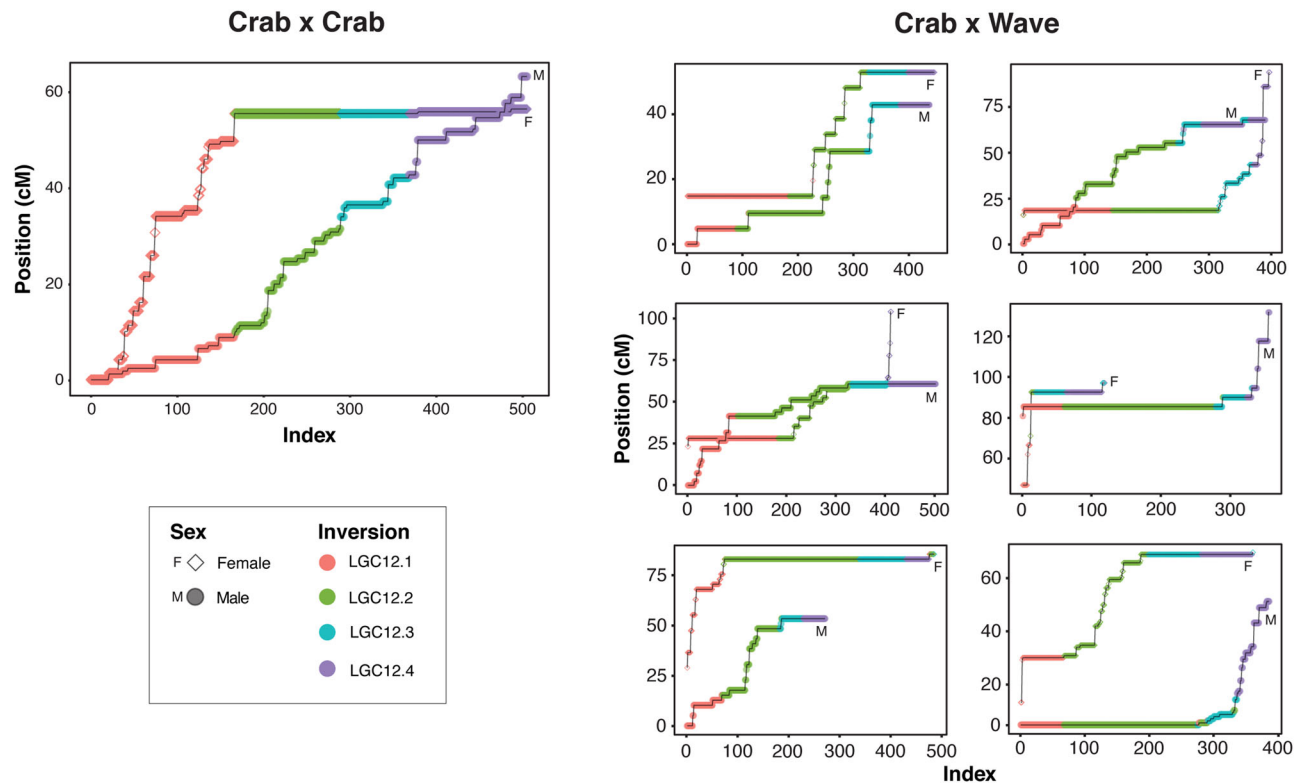 Crab x Crab
Position (cM)
60
40
20
0
M
F
0 100 200 300 400 500
Index
Sex
F Female
M Male
Inversion
LGC12.1
LGC12.2
LGC12.3
LGC12.4
Crab x Wave
Position (cM)
40
20
0
F
M
0 100 200 300 400
75
50
25
0
F
M
0 100 200 300 400
100
75
50
25
0
F
M
0 100 200 300 400 500
120
100
80
60
F
M
0 100 200 300
75
50
25
0
F
M
0 100 200 300 400 500
60
40
20
0
F
M
0 100 200 300 400
Index